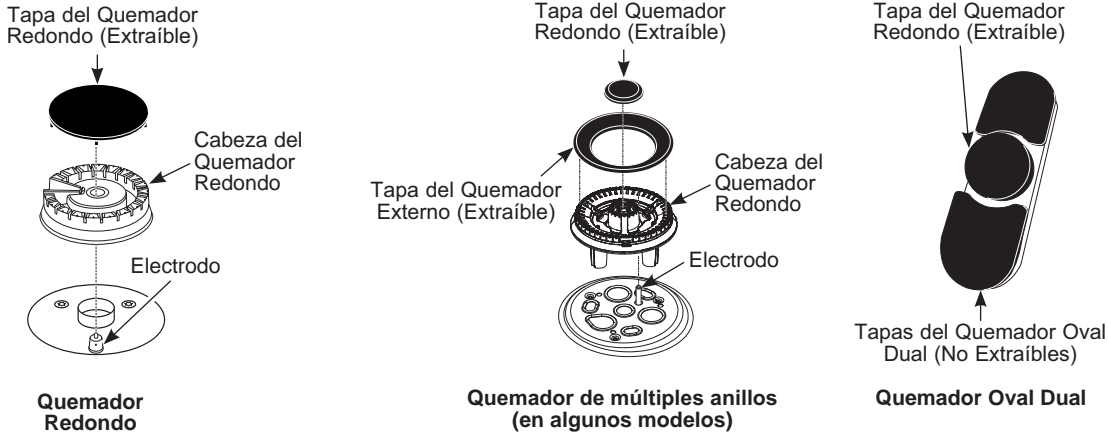 Tapa del Quemador
Redondo (Extraíble)
Cabeza del
Quemador
Redondo
Electrodo
Quemador
Redondo
Tapa del Quemador
Redondo (Extraíble)
Tapa del Quemador
Externo (Extraíble)
Cabeza del
Quemador
Redondo
Electrodo
Quemador de múltiples anillos
(en algunos modelos)
Tapa del Quemador
Redondo (Extraíble)
Tapas del Quemador Oval
Dual (No Extraíbles)
Quemador Oval Dual